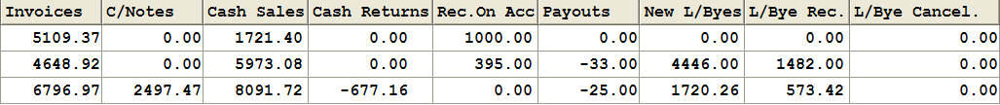 Invoices C/Notes Cash Sales Cash Returns Rec.On Acc Payouts New L/Byes L/Bye Rec. L/Bye Cancel.
5109.37 0.00 1721.40 0.00 1000.00 0.00 0.00 0.00 0.00
4648.92 0.00 5973.08 0.00 395.00 -33.00 4446.00 1482.00 0.00
6796.97 2497.47 8091.72 -677.16 0.00 -25.00 1720.26 573.42 0.00